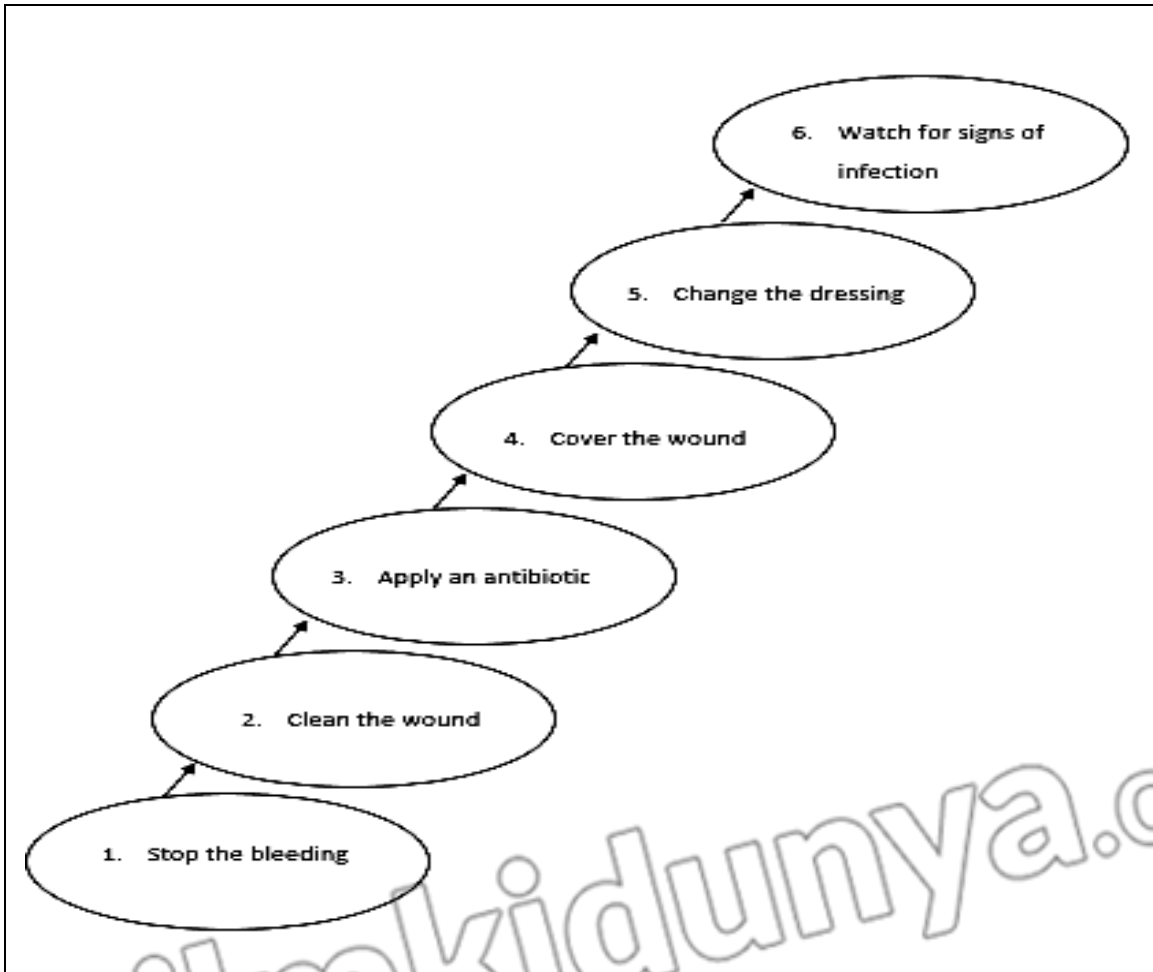 6. Watch for signs of
infection
5. Change the dressing
4. Cover the wound
3. Apply an antibiotic
2. Clean the wound
1. Stop the bleeding
ilmkidunya.c